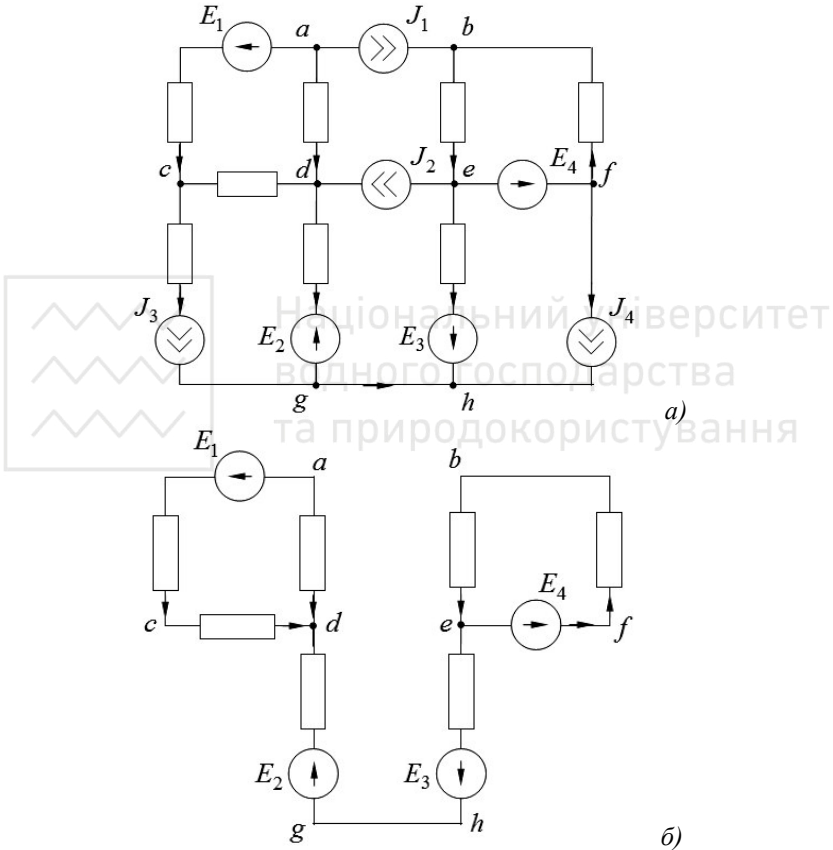 E₁ a J₁ b
c d J₂ e E₄ f
J₃ E₂ E₃ J₄
Національний університет
водного господарства
та природокористування
g h
а)
E₁ a b
E₄
c d e f
E₂ E₃
g h
б)